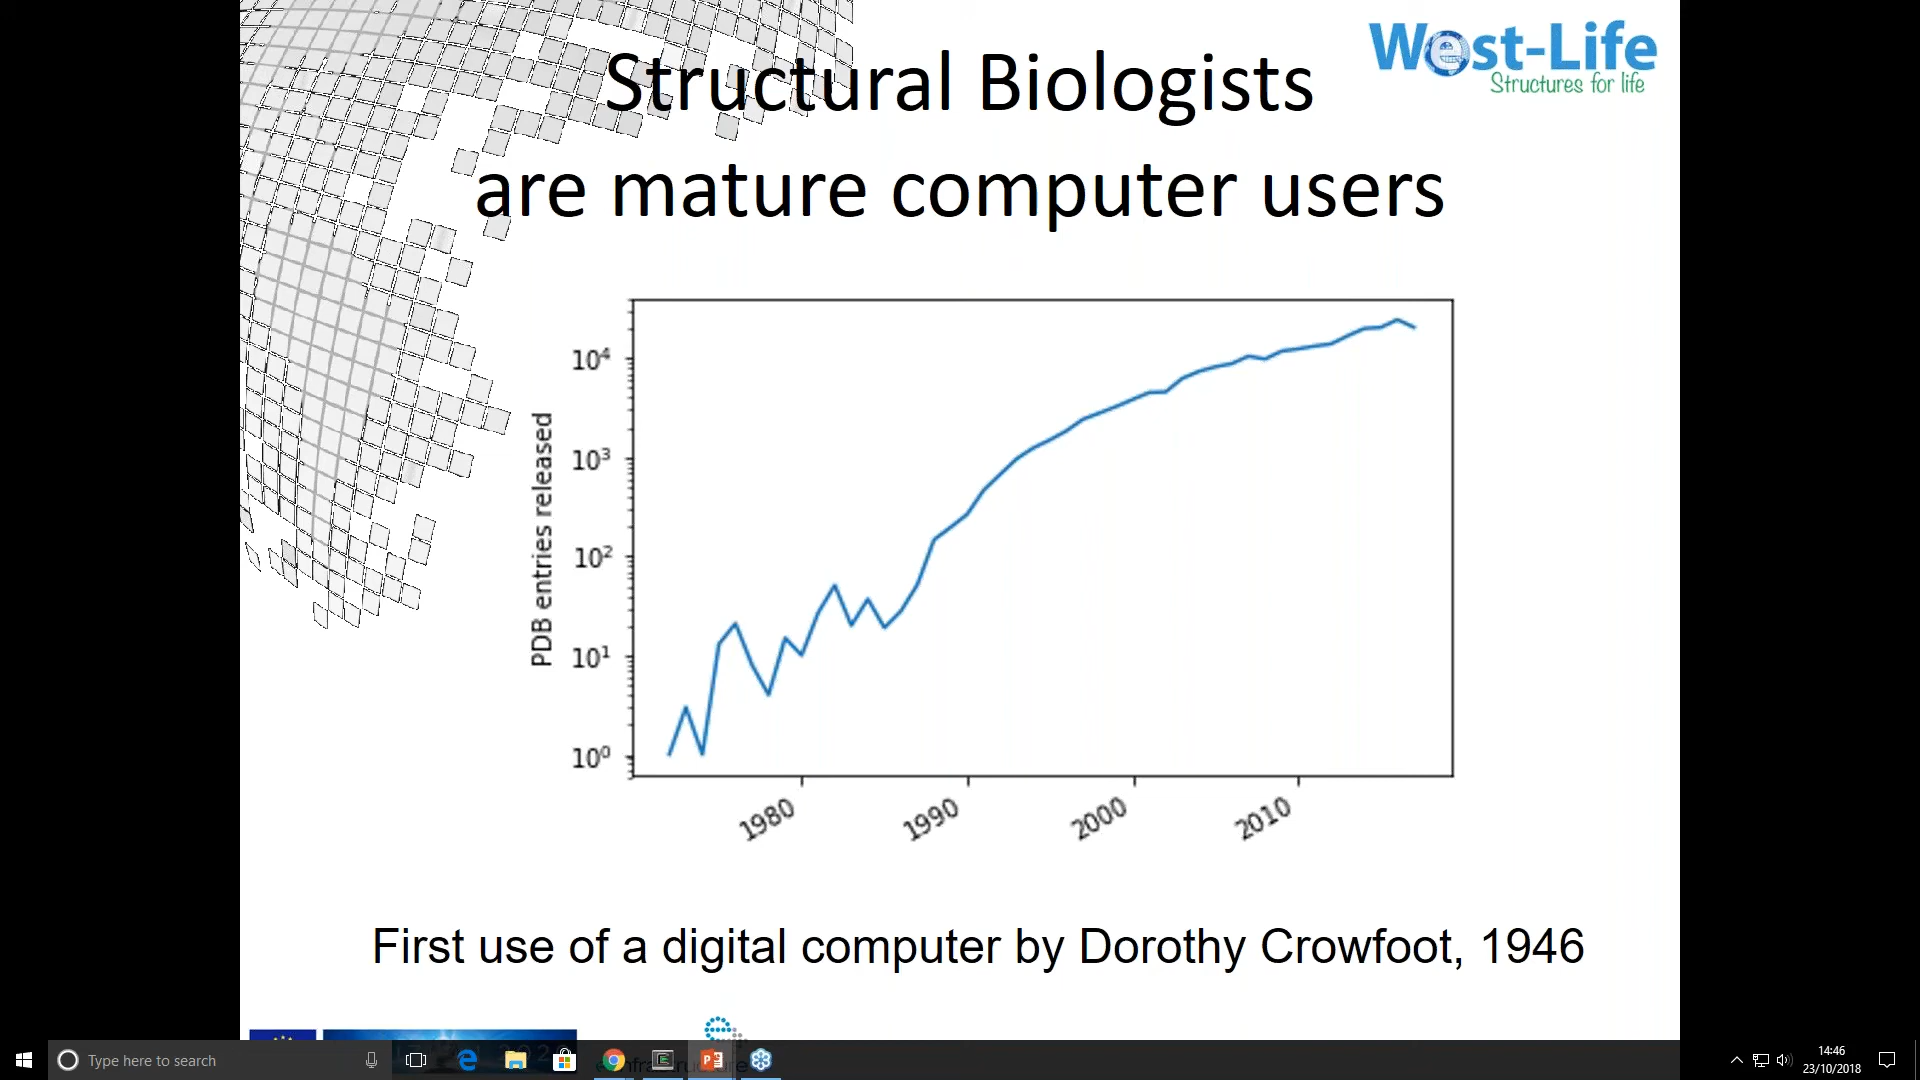 West-Life
Structures for life
Structural Biologists
are mature computer users
PDB entries released
10⁴
10³
10²
10¹
10⁰
1980
1990
2000
2010
First use of a digital computer by Dorothy Crowfoot, 1946
Type here to search
14:46
23/10/2018